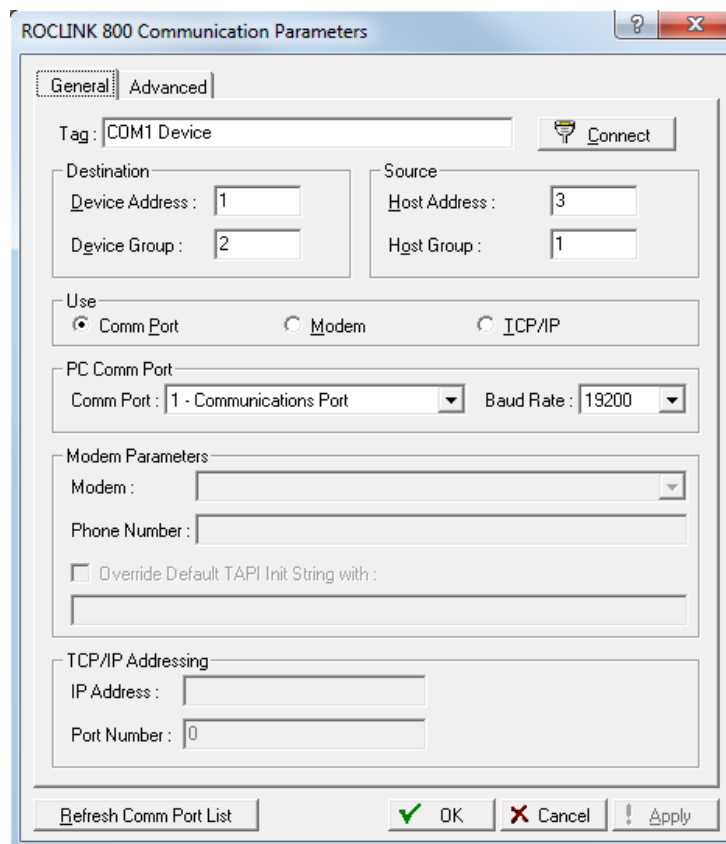 ROCLINK 800 Communication Parameters
General Advanced
Tag : COM1 Device Connect
Destination Source
Device Address : 1 Host Address : 3
Device Group : 2 Host Group : 1
Use
Comm Port Modem TCP/IP
PC Comm Port
Comm Port : 1 - Communications Port Baud Rate : 19200
Modem Parameters
Modem :
Phone Number :
Override Default TAPI Init String with :
TCP/IP Addressing
IP Address :
Port Number : 0
Refresh Comm Port List OK Cancel Apply